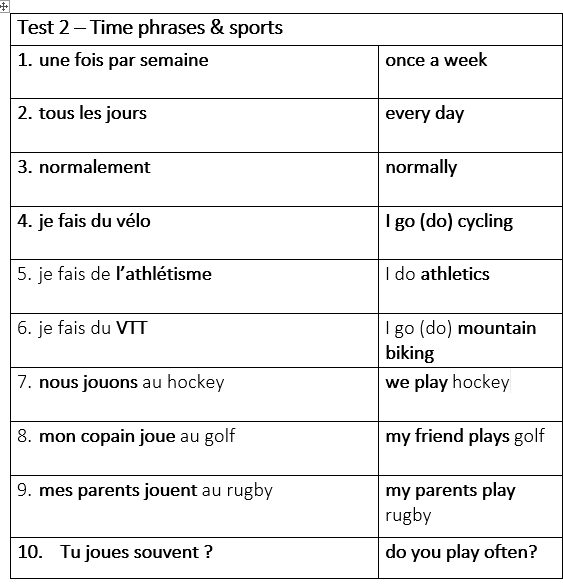 Test 2 – Time phrases & sports
1. une fois par semaine once a week
2. tous les jours every day
3. normalement normally
4. je fais du vélo I go (do) cycling
5. je fais de l’athlétisme I do athletics
6. je fais du VTT I go (do) mountain
biking
7. nous jouons au hockey we play hockey
8. mon copain joue au golf my friend plays golf
9. mes parents jouent au rugby my parents play
rugby
10. Tu joues souvent ? do you play often?